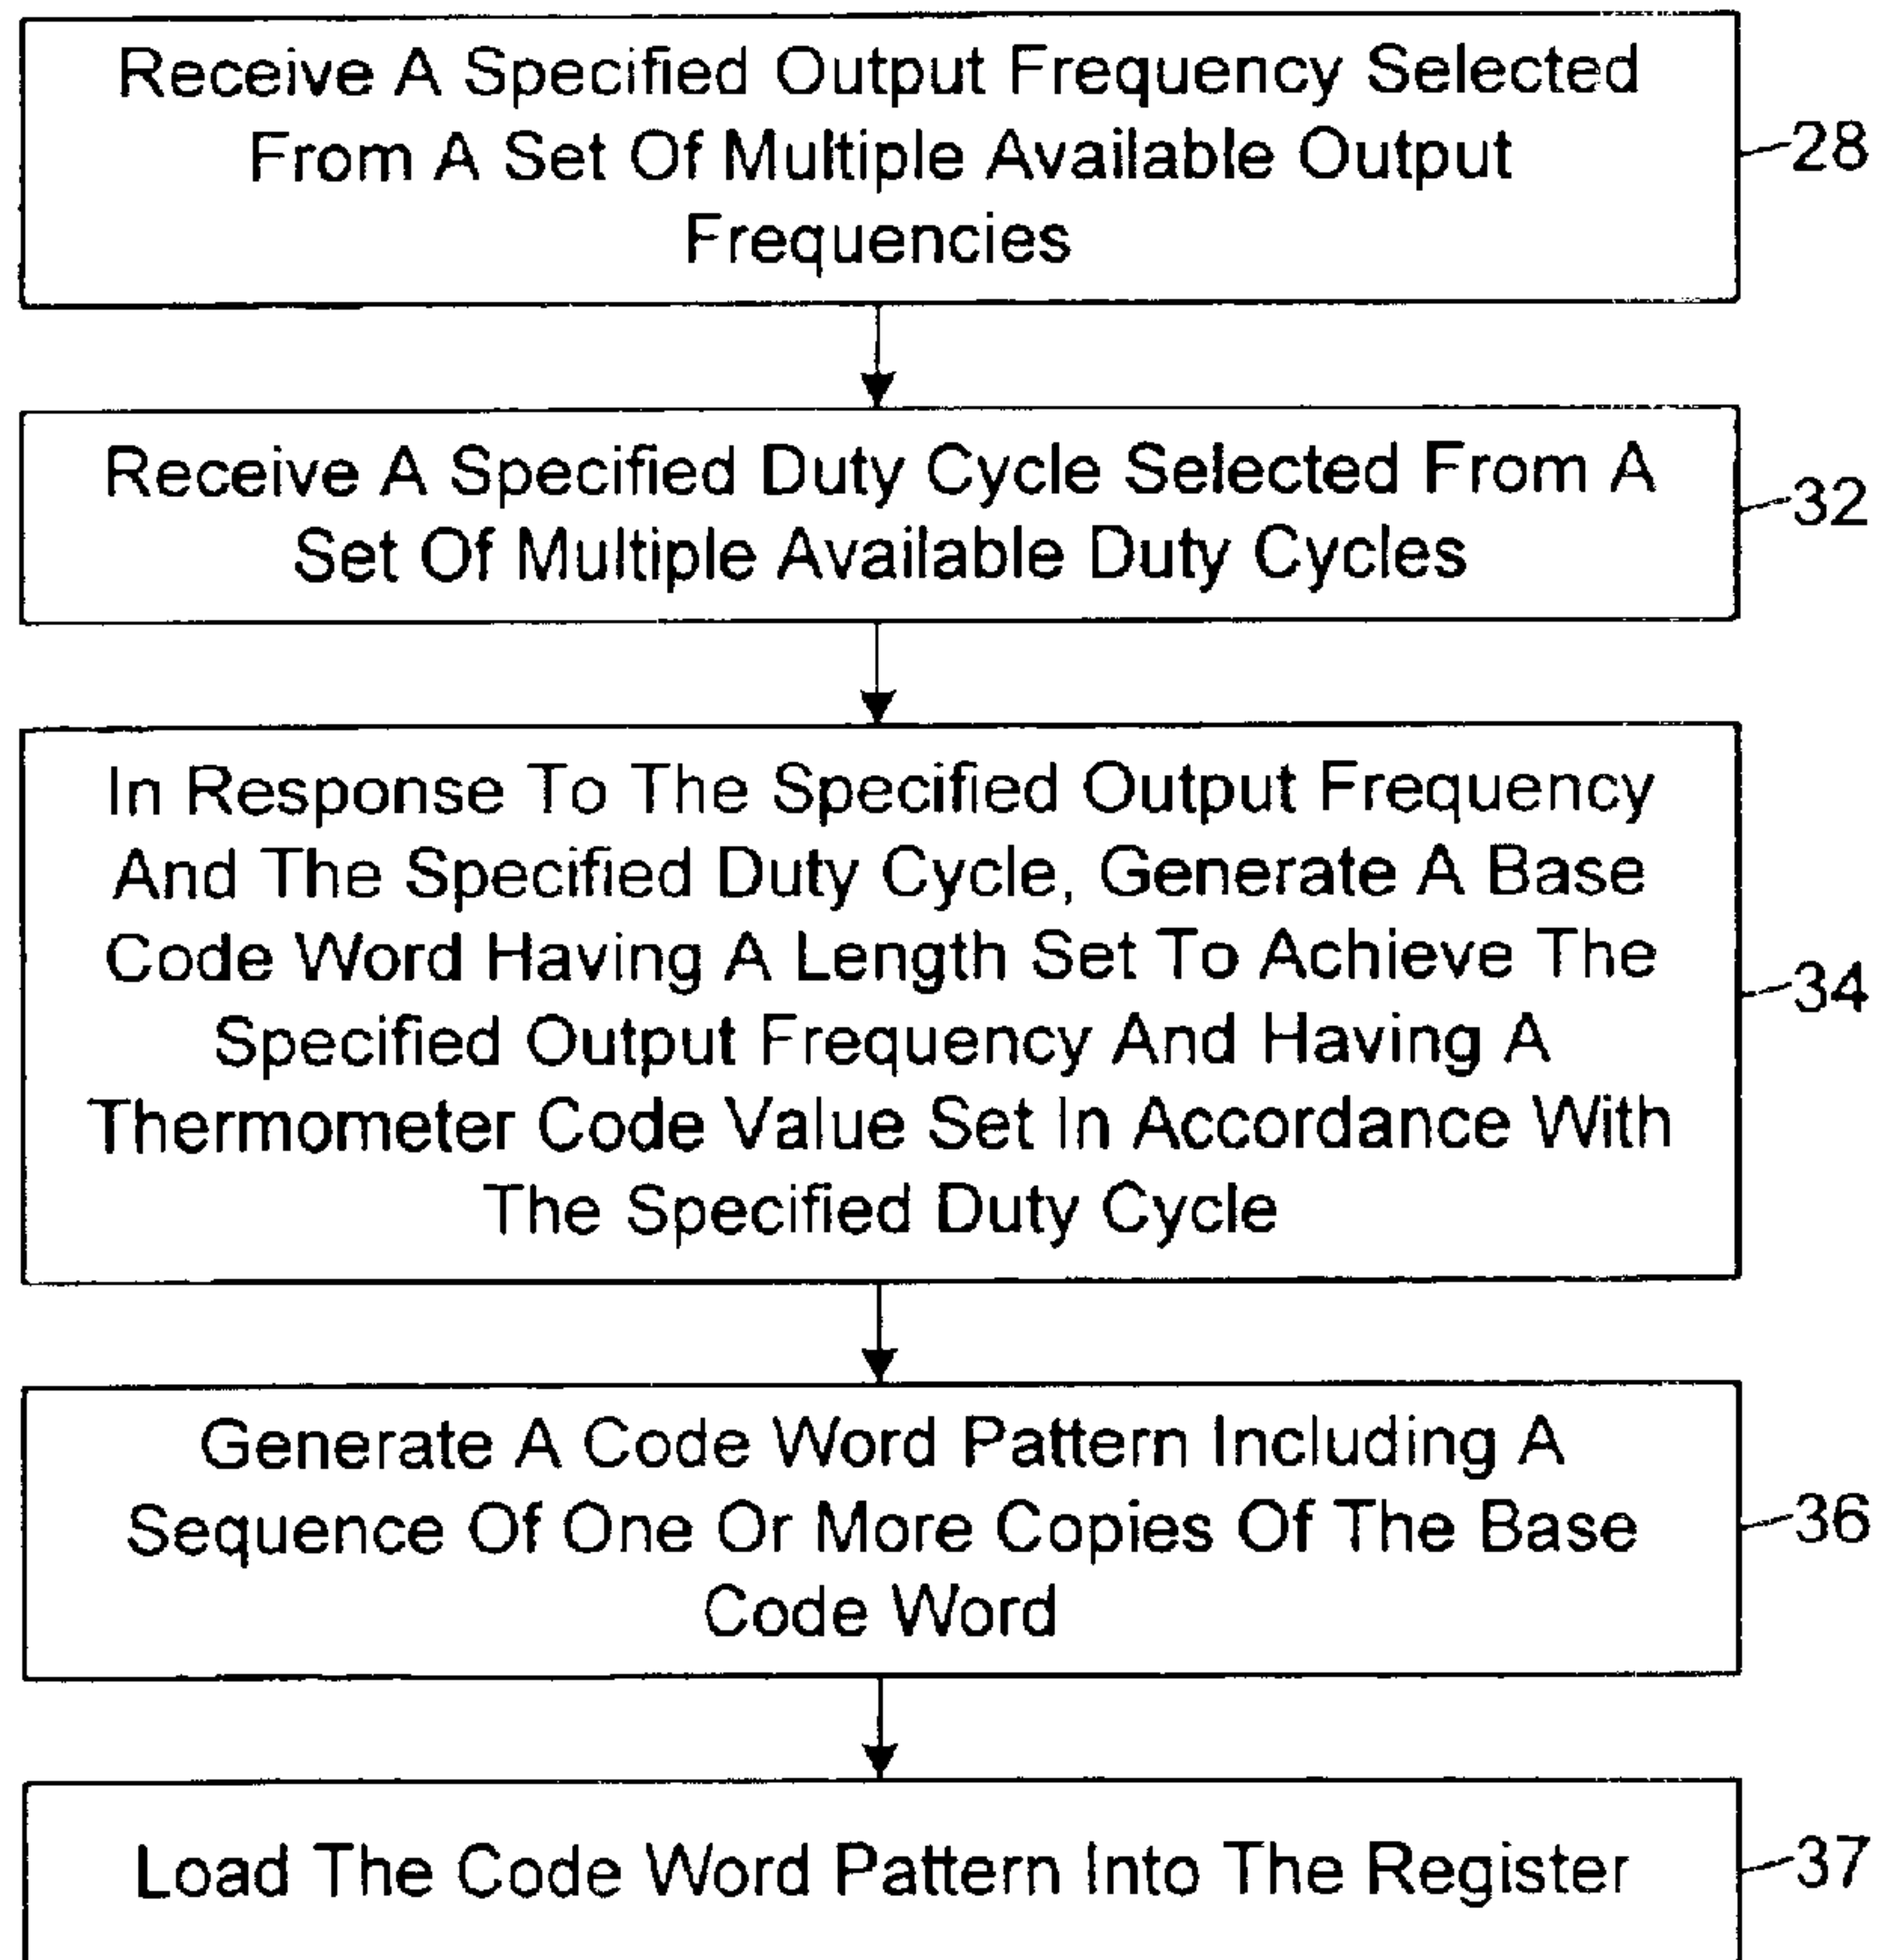 Receive A Specified Output Frequency Selected
From A Set Of Multiple Available Output
Frequencies
28
Receive A Specified Duty Cycle Selected From A
Set Of Multiple Available Duty Cycles
32
In Response To The Specified Output Frequency
And The Specified Duty Cycle, Generate A Base
Code Word Having A Length Set To Achieve The
Specified Output Frequency And Having A
Thermometer Code Value Set In Accordance With
The Specified Duty Cycle
34
Generate A Code Word Pattern Including A
Sequence Of One Or More Copies Of The Base
Code Word
36
Load The Code Word Pattern Into The Register
37